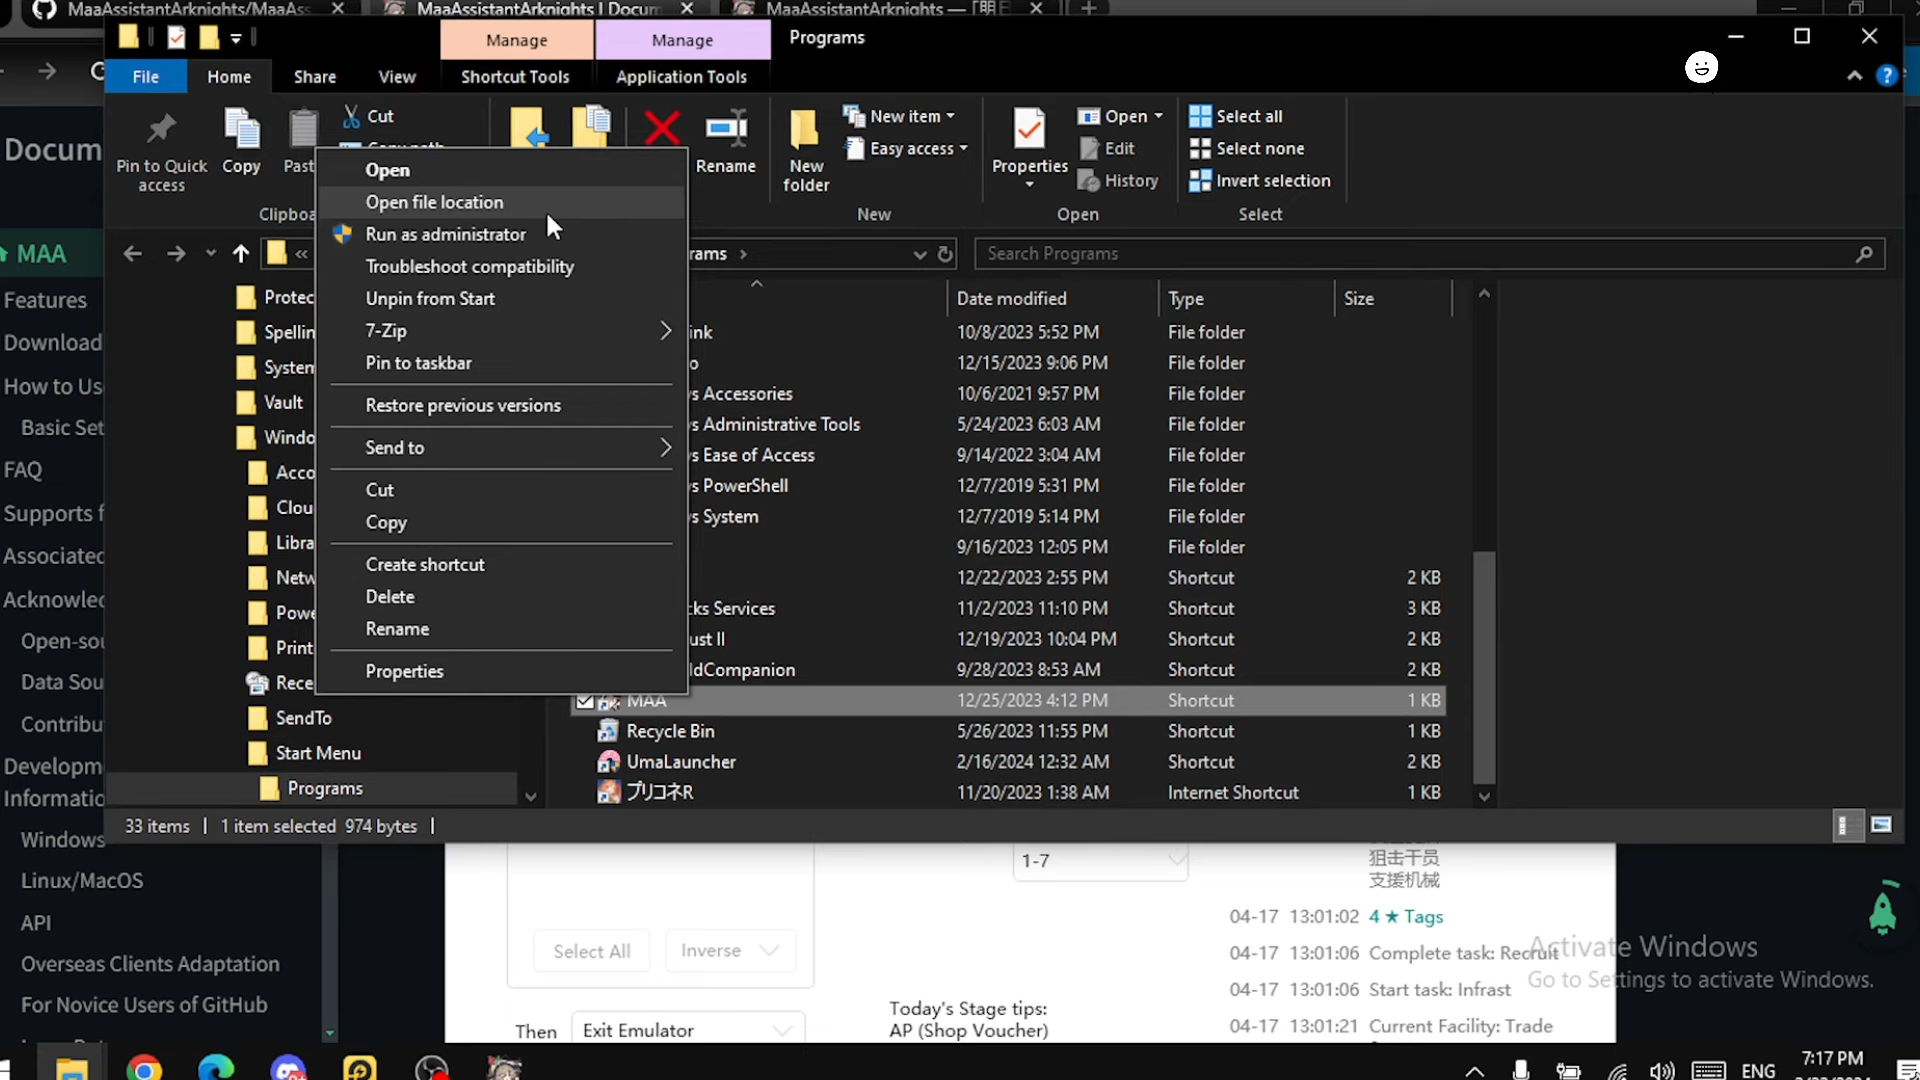 MaaAssistantArknights/MaaAss
MaaAssistantArknights | Docum
MaaAssistantArknights — [明日
Manage
Manage
Programs
File
Home
Share
View
Shortcut Tools
Application Tools
Pin to Quick access
Copy
Past
Cut
Rename
New folder
New item
Easy access
Properties
Open
Edit
History
Select all
Select none
Invert selection
Clipboa
New
Open
Select
Docum
MAA
Features
Download
How to Us
Basic Set
FAQ
Supports f
Associated
Acknowled
Open-sou
Data Sou
Contribu
Developm
Informatio
Windows
Linux/MacOS
API
Overseas Clients Adaptation
For Novice Users of GitHub
Open
Open file location
Run as administrator
Troubleshoot compatibility
Unpin from Start
7-Zip
Pin to taskbar
Restore previous versions
Send to
Cut
Copy
Create shortcut
Delete
Rename
Properties
«
rams
Search Programs
Protec
Spellin
System
Vault
Windo
Acco
Clou
Libra
Netw
Powe
Print
Rece
SendTo
Start Menu
Programs
Date modified Type Size
ink 10/8/2023 5:52 PM File folder
o 12/15/2023 9:06 PM File folder
s Accessories 10/6/2021 9:57 PM File folder
s Administrative Tools 5/24/2023 6:03 AM File folder
s Ease of Access 9/14/2022 3:04 AM File folder
s PowerShell 12/7/2019 5:31 PM File folder
s System 12/7/2019 5:14 PM File folder
9/16/2023 12:05 PM File folder
12/22/2023 2:55 PM Shortcut 2 KB
cks Services 11/2/2023 11:10 PM Shortcut 3 KB
ust II 12/19/2023 10:04 PM Shortcut 2 KB
ldCompanion 9/28/2023 8:53 AM Shortcut 2 KB
MAA 12/25/2023 4:12 PM Shortcut 1 KB
Recycle Bin 5/26/2023 11:55 PM Shortcut 1 KB
UmaLauncher 2/16/2024 12:32 AM Shortcut 2 KB
プリコネR 11/20/2023 1:38 AM Internet Shortcut 1 KB
33 items
1 item selected 974 bytes
1-7
狙击干员
支援机械
04-17 13:01:02 4 ★ Tags
04-17 13:01:06 Complete task: Recruit
04-17 13:01:06 Start task: Infrast
04-17 13:01:21 Current Facility: Trade
Select All
Inverse
Today's Stage tips:
AP (Shop Voucher)
Then
Exit Emulator
Activate Windows
Go to Settings to activate Windows.
ENG
7:17 PM